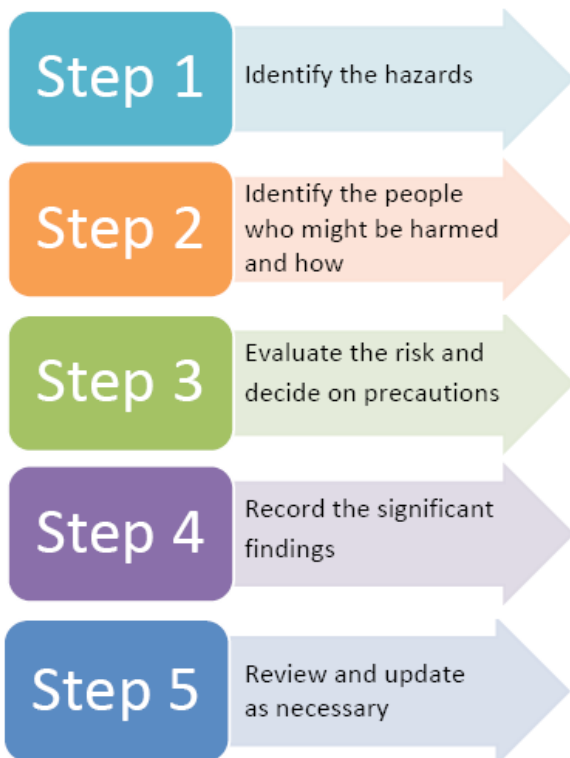 Step 1
Identify the hazards
Step 2
Identify the people
who might be harmed
and how
Step 3
Evaluate the risk and
decide on precautions
Step 4
Record the significant
findings
Step 5
Review and update
as necessary